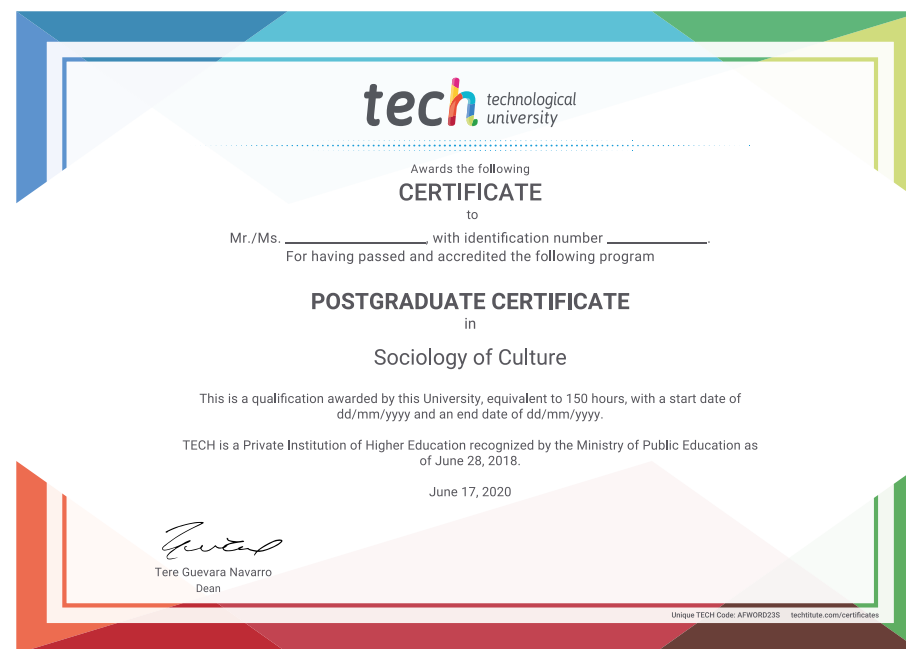 tech technological
university
Awards the following
CERTIFICATE
to
Mr./Ms. ____________________, with identification number ______________.
For having passed and accredited the following program
POSTGRADUATE CERTIFICATE
in
Sociology of Culture
This is a qualification awarded by this University, equivalent to 150 hours, with a start date of
dd/mm/yyyy and an end date of dd/mm/yyyy.
TECH is a Private Institution of Higher Education recognized by the Ministry of Public Education as
of June 28, 2018.
June 17, 2020
Tere Guevara Navarro
Dean
Unique TECH Code: AFWORD23S techtitute.com/certificates